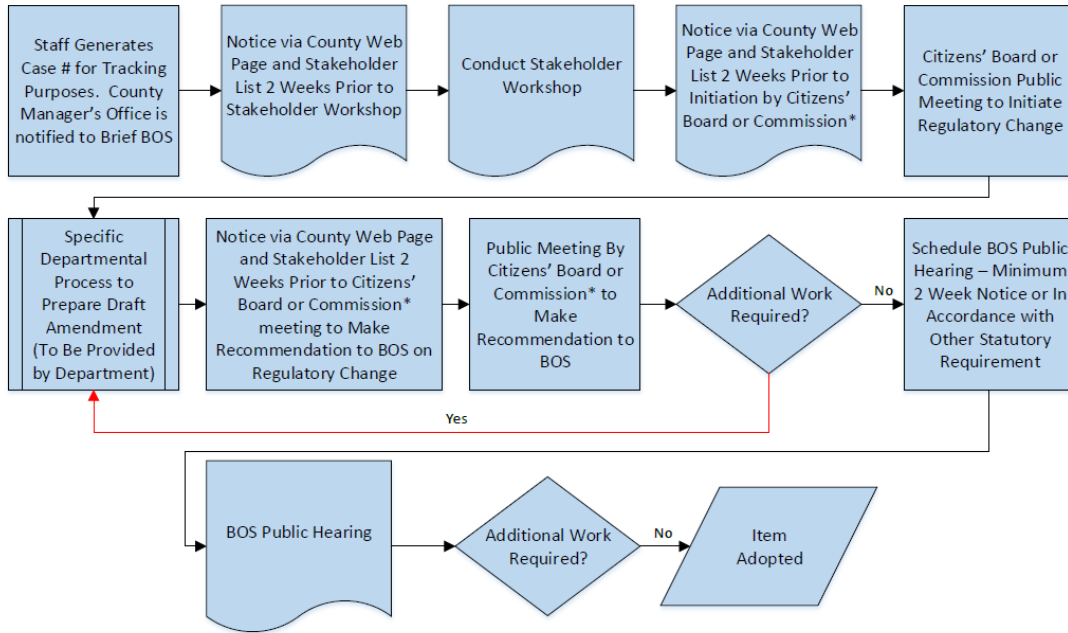 Staff Generates
Case # for Tracking
Purposes.  County
Manager's Office is
notified to Brief BOS
Notice via County Web
Page and Stakeholder
List 2 Weeks Prior to
Stakeholder Workshop
Conduct Stakeholder
Workshop
Notice via County Web
Page and Stakeholder
List 2 Weeks Prior to
Initiation by Citizens'
Board or Commission*
Citizens' Board or
Commission Public
Meeting to Initiate
Regulatory Change
Specific
Departmental
Process to
Prepare Draft
Amendment
(To Be Provided
by Department)
Notice via County Web Page
and Stakeholder List 2
Weeks Prior to Citizens'
Board or Commission*
meeting to Make
Recommendation to BOS on
Regulatory Change
Public Meeting By
Citizens' Board or
Commission* to
Make
Recommendation to
BOS
Additional Work
Required?
No
Schedule BOS Public
Hearing – Minimum
2 Week Notice or In
Accordance with
Other Statutory
Requirement
Yes
BOS Public Hearing
Additional Work
Required?
No
Item
Adopted